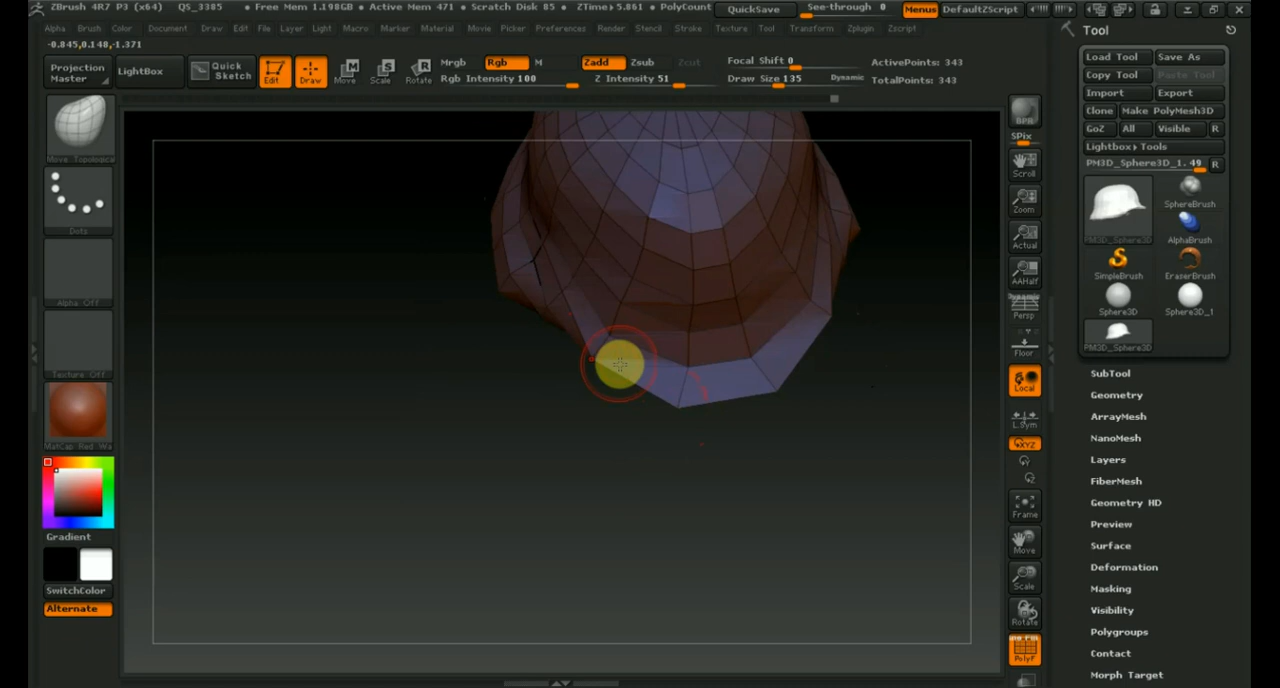 ZBrush 4R7 P3 (x64) QS_3385 • Free Mem 1.198GB • Active Mem 471 • Scratch Disk 85 • ZTime▸5.861 • PolyCount QuickSave See-through 0 Menus DefaultZScript
Alpha Brush Color Document Draw Edit File Layer Light Macro Marker Material Movie Picker Preferences Render Stencil Stroke Texture Tool Transform Zplugin Zscript
-0.845,0.148,-1.371
Projection Master
LightBox
Quick Sketch
Edit
Draw
Move
Scale
Rotate
Mrgb Rgb M
Rgb Intensity 100
Zadd Zsub Zcut
Z Intensity 51
Focal Shift 0
Draw Size 135 Dynamic
ActivePoints: 343
TotalPoints: 343
Move Topological
Dots
Alpha Off
Texture Off
MatCap Red Wa
Gradient
SwitchColor
Alternate
BPR
SPix
Scroll
Zoom
Actual
AAHalf
Dynamic
Persp
Floor
Local
L.Sym
XYZ
Frame
Move
Scale
Rotate
PolyF
Tool
Load Tool Save As
Copy Tool Paste Tool
Import Export
Clone Make PolyMesh3D
GoZ All Visible R
Lightbox▸Tools
PM3D_Sphere3D_1. 49 R
PM3D_Sphere3D
SphereBrush
AlphaBrush
SimpleBrush EraserBrush
Sphere3D Sphere3D_1
PM3D_Sphere3D
SubTool
Geometry
ArrayMesh
NanoMesh
Layers
FiberMesh
Geometry HD
Preview
Surface
Deformation
Masking
Visibility
Polygroups
Contact
Morph Target